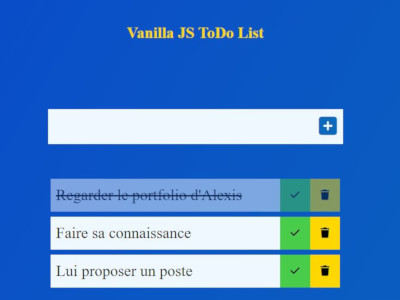 Vanilla JS ToDo List
Regarder le portfolio d'Alexis
Faire sa connaissance
Lui proposer un poste